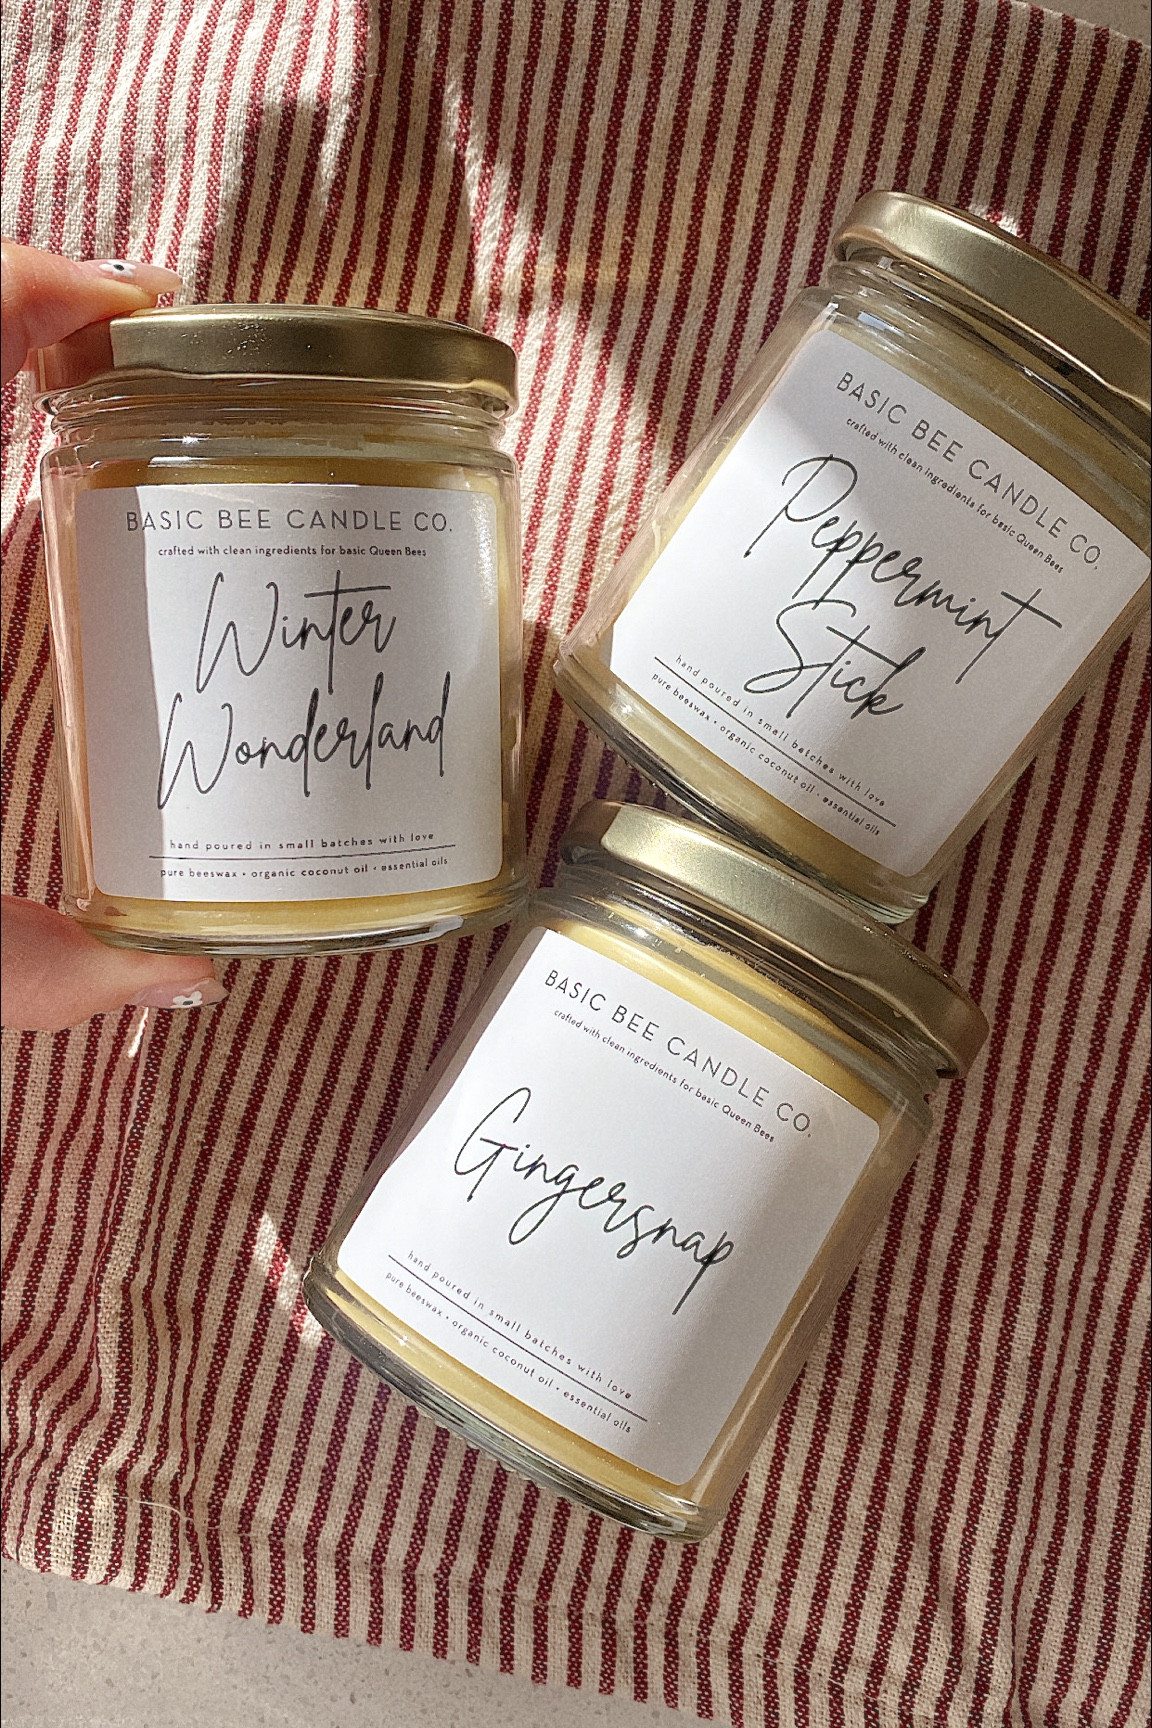 BASIC BEE CANDLE CO.
crafted with clean ingredients for basic Queen Bees
Winter
Wonderland
hand poured in small batches with love
pure beeswax • organic coconut oil • essential oils
BASIC BEE CANDLE CO.
crafted with clean ingredients for basic Queen Bees
Peppermint
Stick
hand poured in small batches with love
pure beeswax • organic coconut oil • essential oils
BASIC BEE CANDLE CO.
crafted with clean ingredients for basic Queen Bees
Gingersnap
hand poured in small batches with love
pure beeswax • organic coconut oil • essential oils